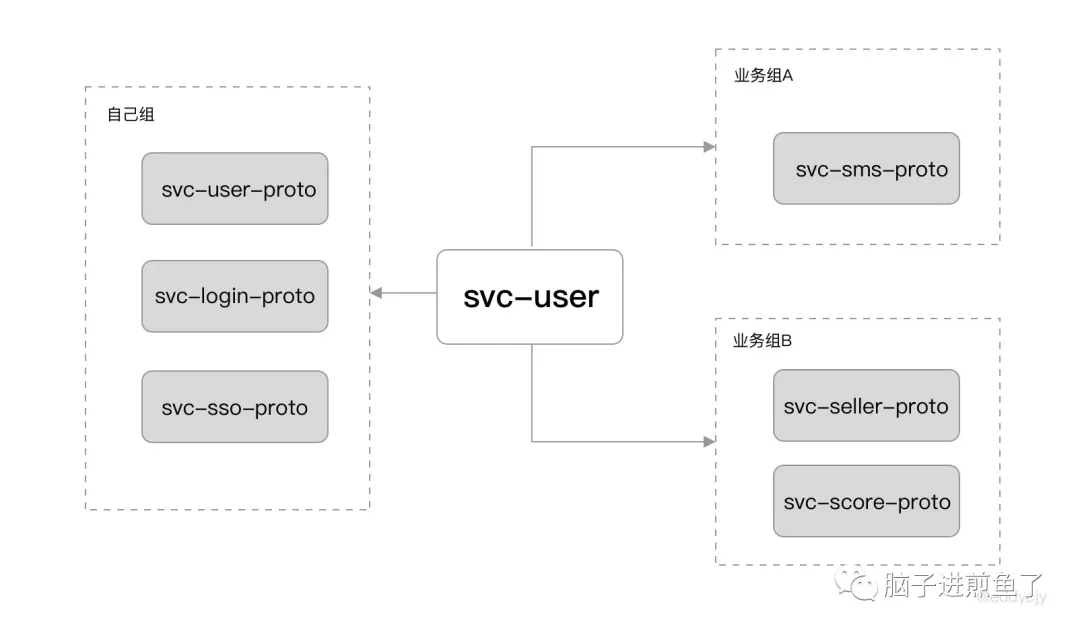 自己组
svc-user-proto
svc-login-proto
svc-sso-proto
svc-user
业务组A
svc-sms-proto
业务组B
svc-seller-proto
svc-score-proto
脑子进煎鱼了
@eddycjy